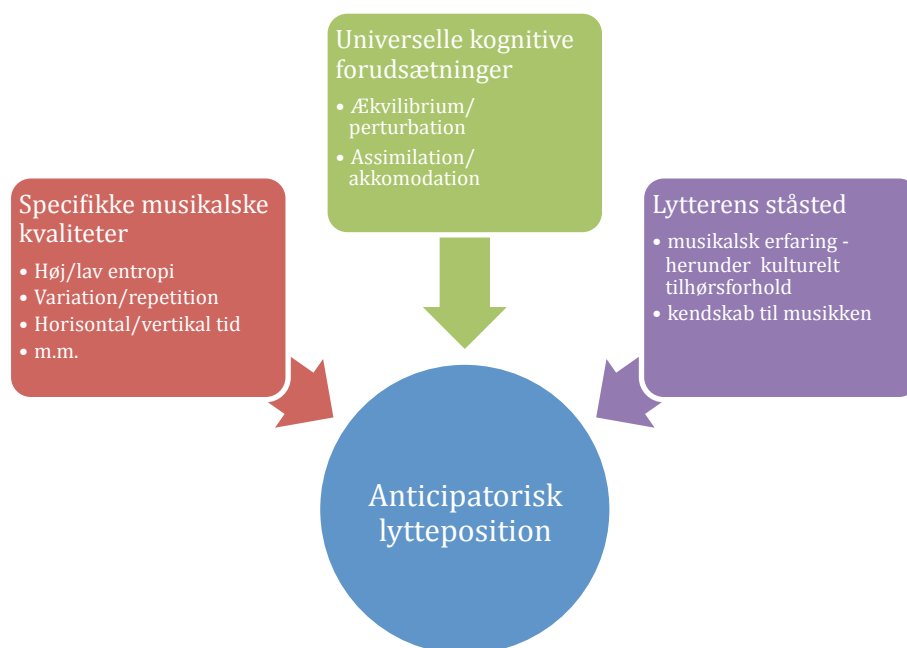 Universelle kognitive
forudsætninger
• Ækvilibrium/
perturbation
• Assimilation/
akkomodation
Specifikke musikalske
kvaliteter
• Høj/lav entropi
• Variation/repetition
• Horisontal/vertikal tid
• m.m.
Lytterens ståsted
• musikalsk erfaring -
herunder kulturelt
tilhørsforhold
• kendskab til musikken
Anticipatorisk
lytteposition